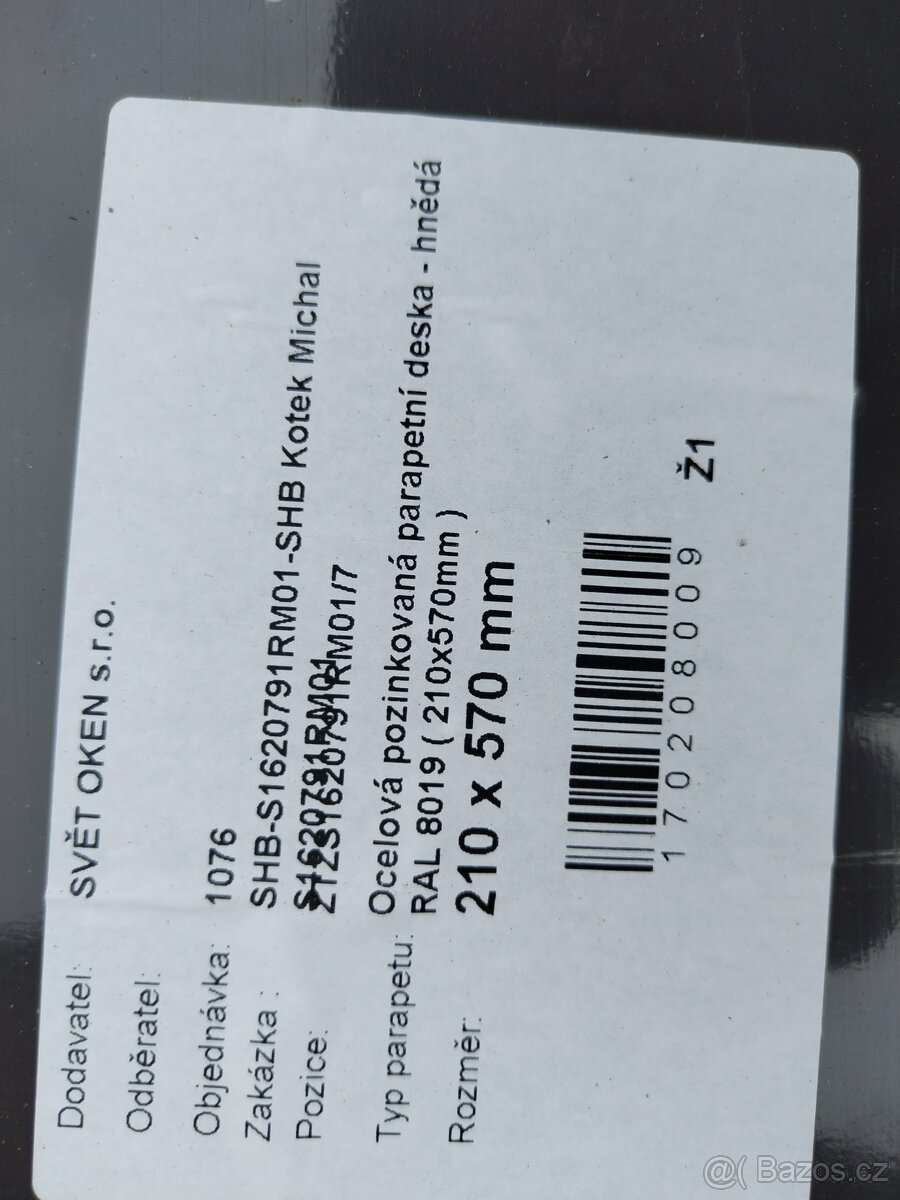 Dodavatel: SVĚT OKEN s.r.o.
Odběratel:
Objednávka: 1076
Zakázka : SHB-S1620791RM01-SHB Kotek Michal
Pozice:
Typ parapetu: Ocelová pozinkovaná parapetní deska - hnědá
RAL 8019 ( 210x570mm )
Rozměr: 210 x 570 mm
Ž1
170208009
@( Bazos.cz